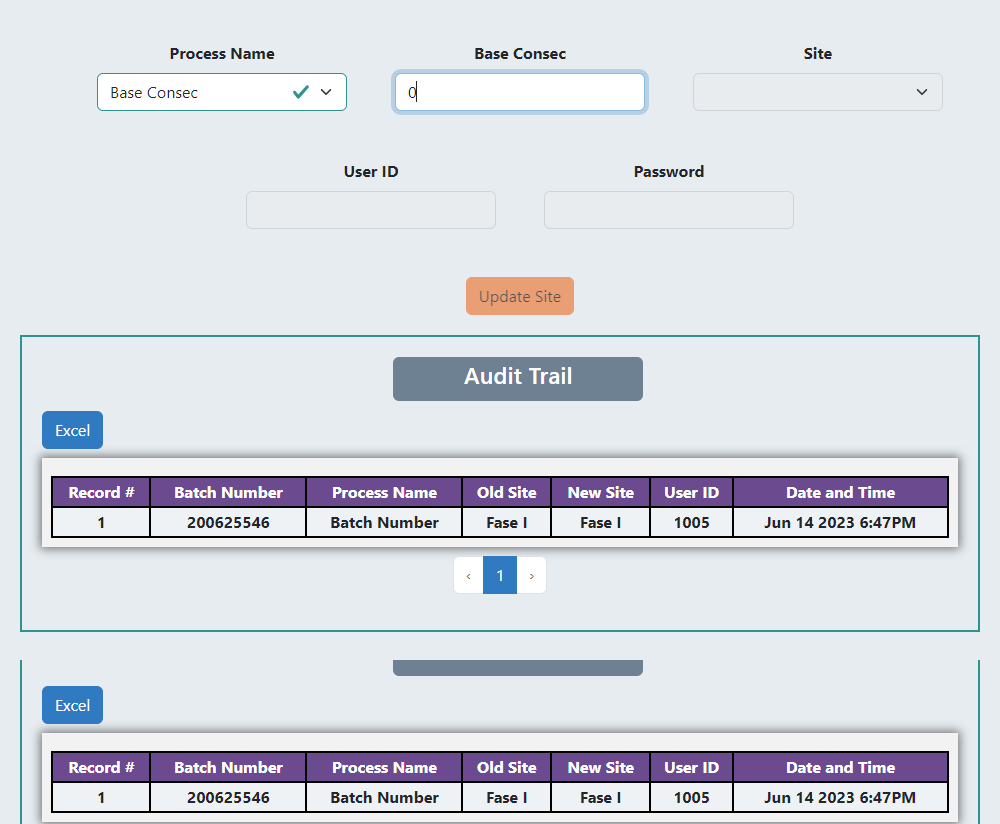 Process Name Base Consec Site
Base Consec 0
User ID Password
Update Site
Audit Trail
Excel
Record # Batch Number Process Name Old Site New Site User ID Date and Time
1 200625546 Batch Number Fase I Fase I 1005 Jun 14 2023 6:47PM
‹ 1 ›
Excel
Record # Batch Number Process Name Old Site New Site User ID Date and Time
1 200625546 Batch Number Fase I Fase I 1005 Jun 14 2023 6:47PM